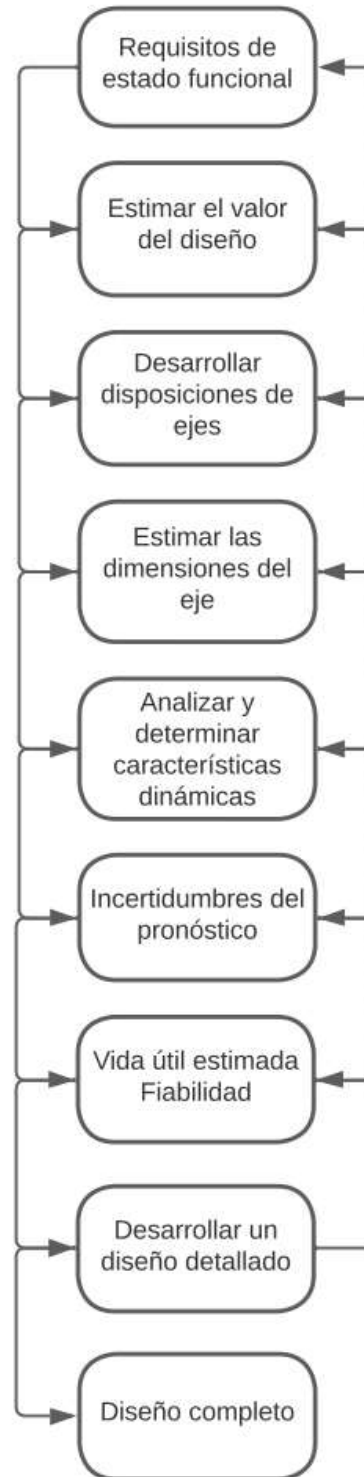 Requisitos de
estado funcional
Estimar el valor
del diseño
Desarrollar
disposiciones de
ejes
Estimar las
dimensiones del
eje
Analizar y
determinar
características
dinámicas
Incertidumbres del
pronóstico
Vida útil estimada
Fiabilidad
Desarrollar un
diseño detallado
Diseño completo